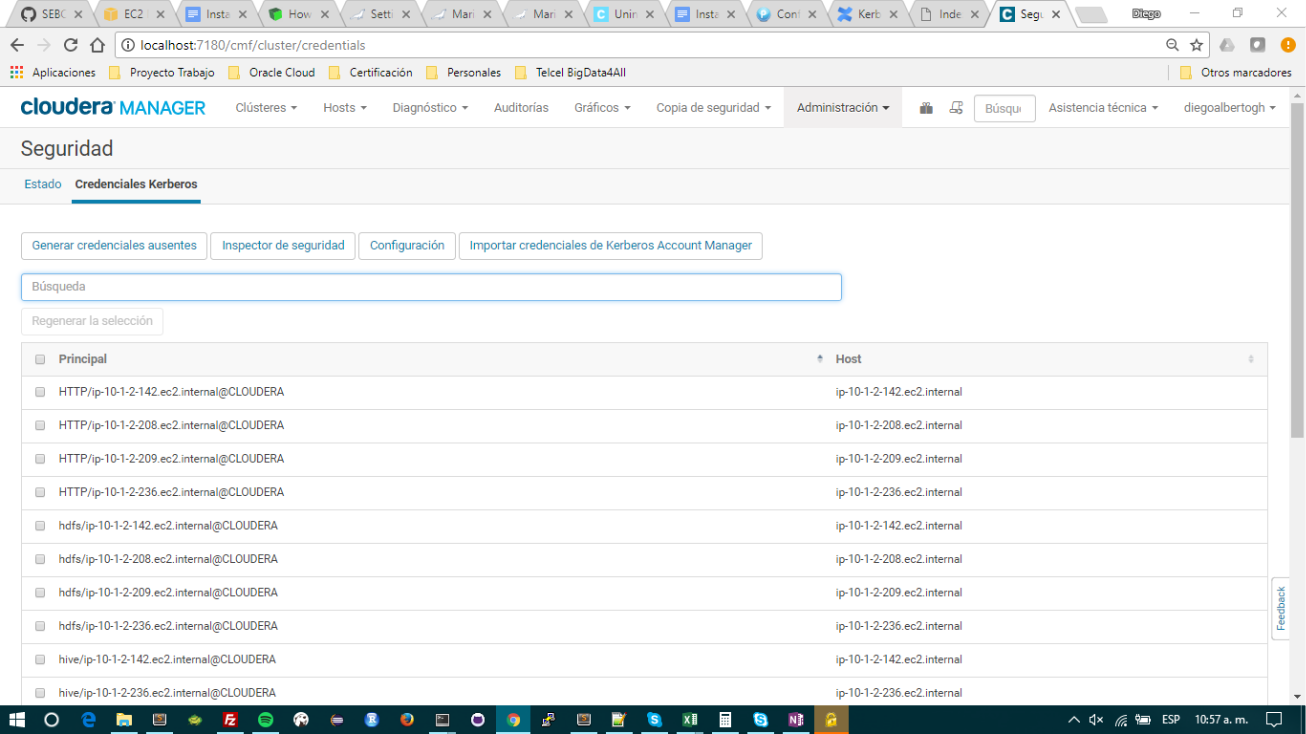 SEBC
EC2
Insta
How
Setti
Mari
Mari
Unin
Insta
Conf
Kerb
Inde
Segu
Diego
localhost:7180/cmf/cluster/credentials
Aplicaciones Proyecto Trabajo Oracle Cloud Certificación Personales Telcel BigData4All Otros marcadores
cloudera MANAGER Clústeres Hosts Diagnóstico Auditorías Gráficos Copia de seguridad Administración Búsqu Asistencia técnica diegoalbertogh
Seguridad
Estado Credenciales Kerberos
Generar credenciales ausentes Inspector de seguridad Configuración Importar credenciales de Kerberos Account Manager
Búsqueda
Regenerar la selección
Principal Host
HTTP/ip-10-1-2-142.ec2.internal@CLOUDERA ip-10-1-2-142.ec2.internal
HTTP/ip-10-1-2-208.ec2.internal@CLOUDERA ip-10-1-2-208.ec2.internal
HTTP/ip-10-1-2-209.ec2.internal@CLOUDERA ip-10-1-2-209.ec2.internal
HTTP/ip-10-1-2-236.ec2.internal@CLOUDERA ip-10-1-2-236.ec2.internal
hdfs/ip-10-1-2-142.ec2.internal@CLOUDERA ip-10-1-2-142.ec2.internal
hdfs/ip-10-1-2-208.ec2.internal@CLOUDERA ip-10-1-2-208.ec2.internal
hdfs/ip-10-1-2-209.ec2.internal@CLOUDERA ip-10-1-2-209.ec2.internal
hdfs/ip-10-1-2-236.ec2.internal@CLOUDERA ip-10-1-2-236.ec2.internal
hive/ip-10-1-2-142.ec2.internal@CLOUDERA ip-10-1-2-142.ec2.internal
hive/ip-10-1-2-236.ec2.internal@CLOUDERA ip-10-1-2-236.ec2.internal
Feedback
ESP 10:57 a. m.